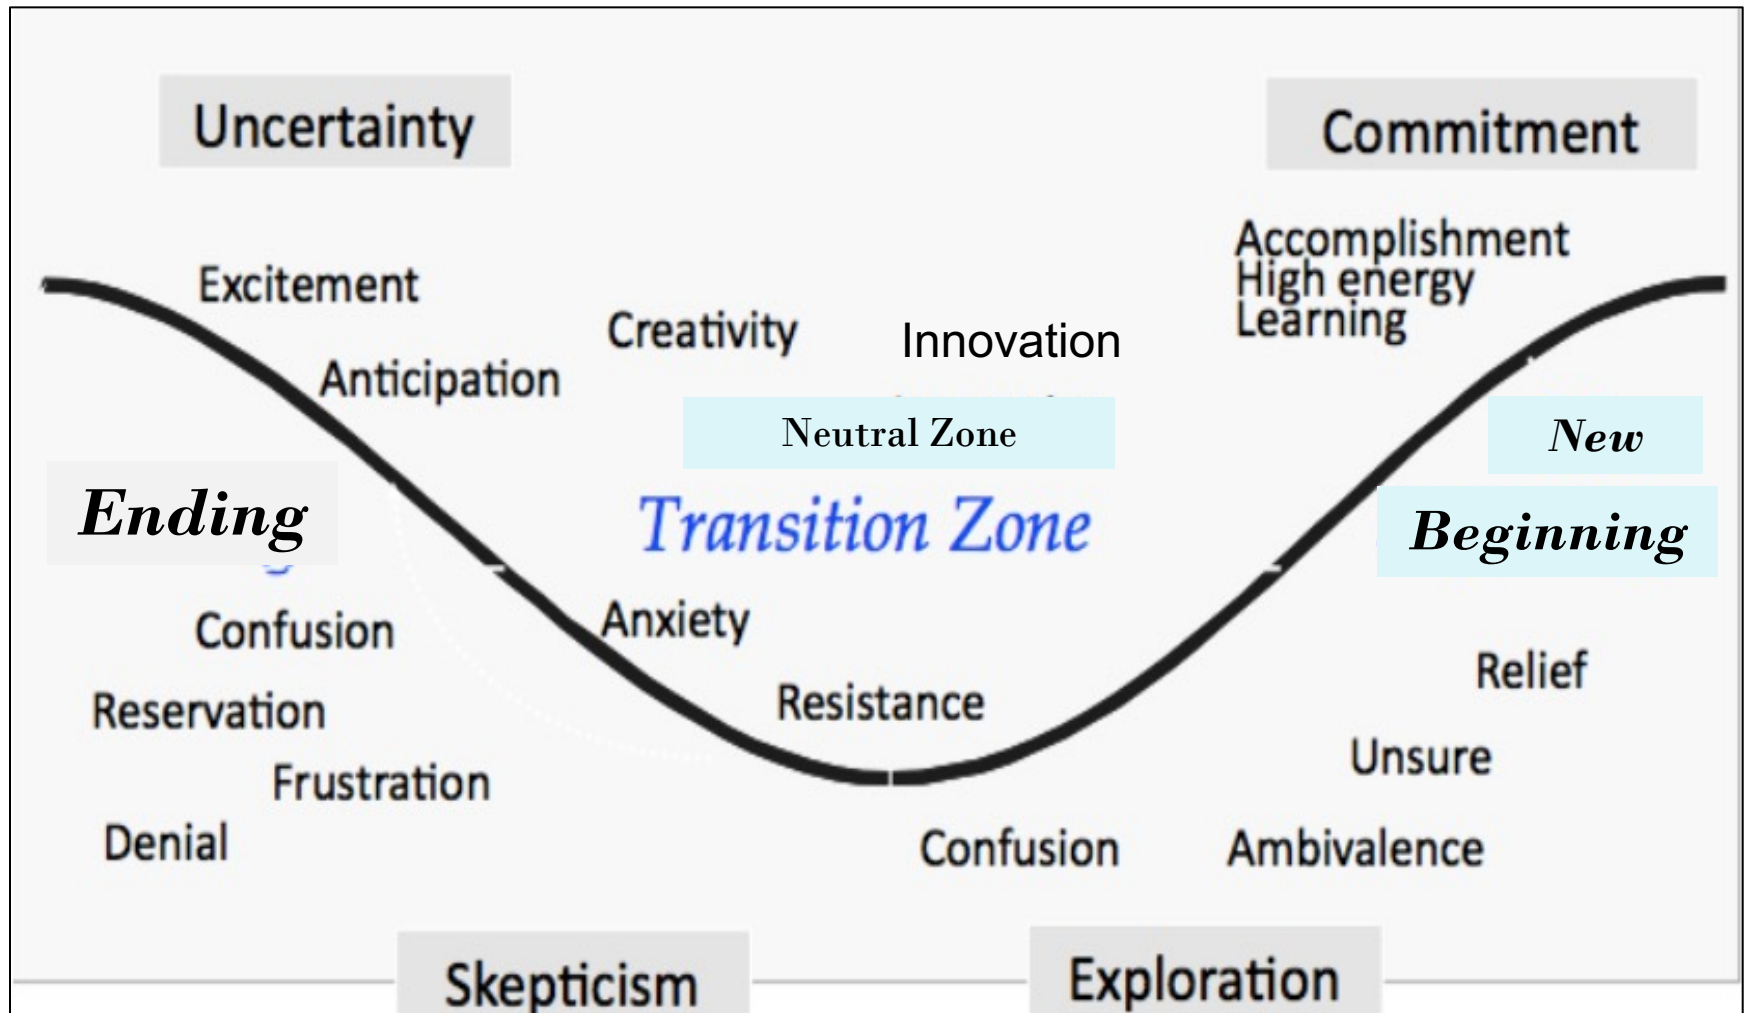 Uncertainty
Commitment
Accomplishment
Excitement
High energy
Learning
Creativity
Innovation
Anticipation
Neutral Zone
New
Ending
Transition Zone
Beginning
Anxiety
Confusion
Relief
Reservation
Resistance
Unsure
Frustration
Denial
Confusion
Ambivalence
Skepticism
Exploration